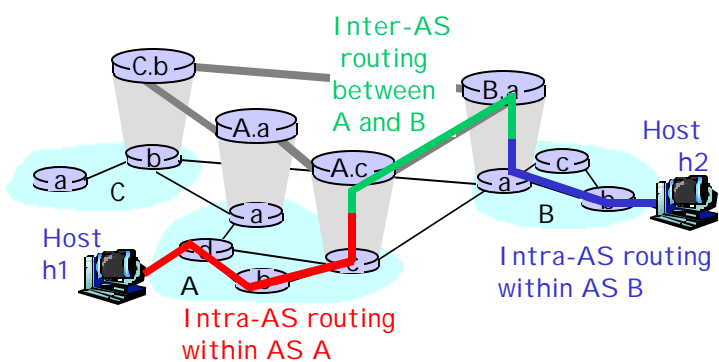 Inter-AS
routing
between
A and B
C.b
B.a
A.a
A.c
Host
h2
b
a
C
a
c
b
B
a
Host
h1
d
A
b
c
Intra-AS routing
within AS B
Intra-AS routing
within AS A